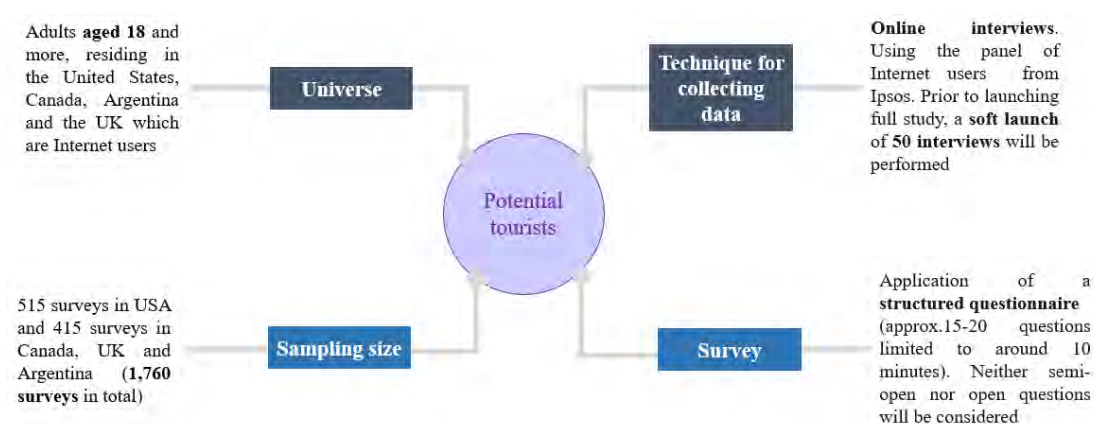 Adults aged 18 and
more, residing in
the United States,
Canada, Argentina
and the UK which
are Internet users
Universe
Technique for
collecting
data
Online interviews.
Using the panel of
Internet users from
Ipsos. Prior to launching
full study, a soft launch
of 50 interviews will be
performed
Potential
tourists
515 surveys in USA
and 415 surveys in
Canada, UK and
Argentina (1,760
surveys in total)
Sampling size
Survey
Application of a
structured questionnaire
(approx.15-20 questions
limited to around 10
minutes). Neither semi-
open nor open questions
will be considered